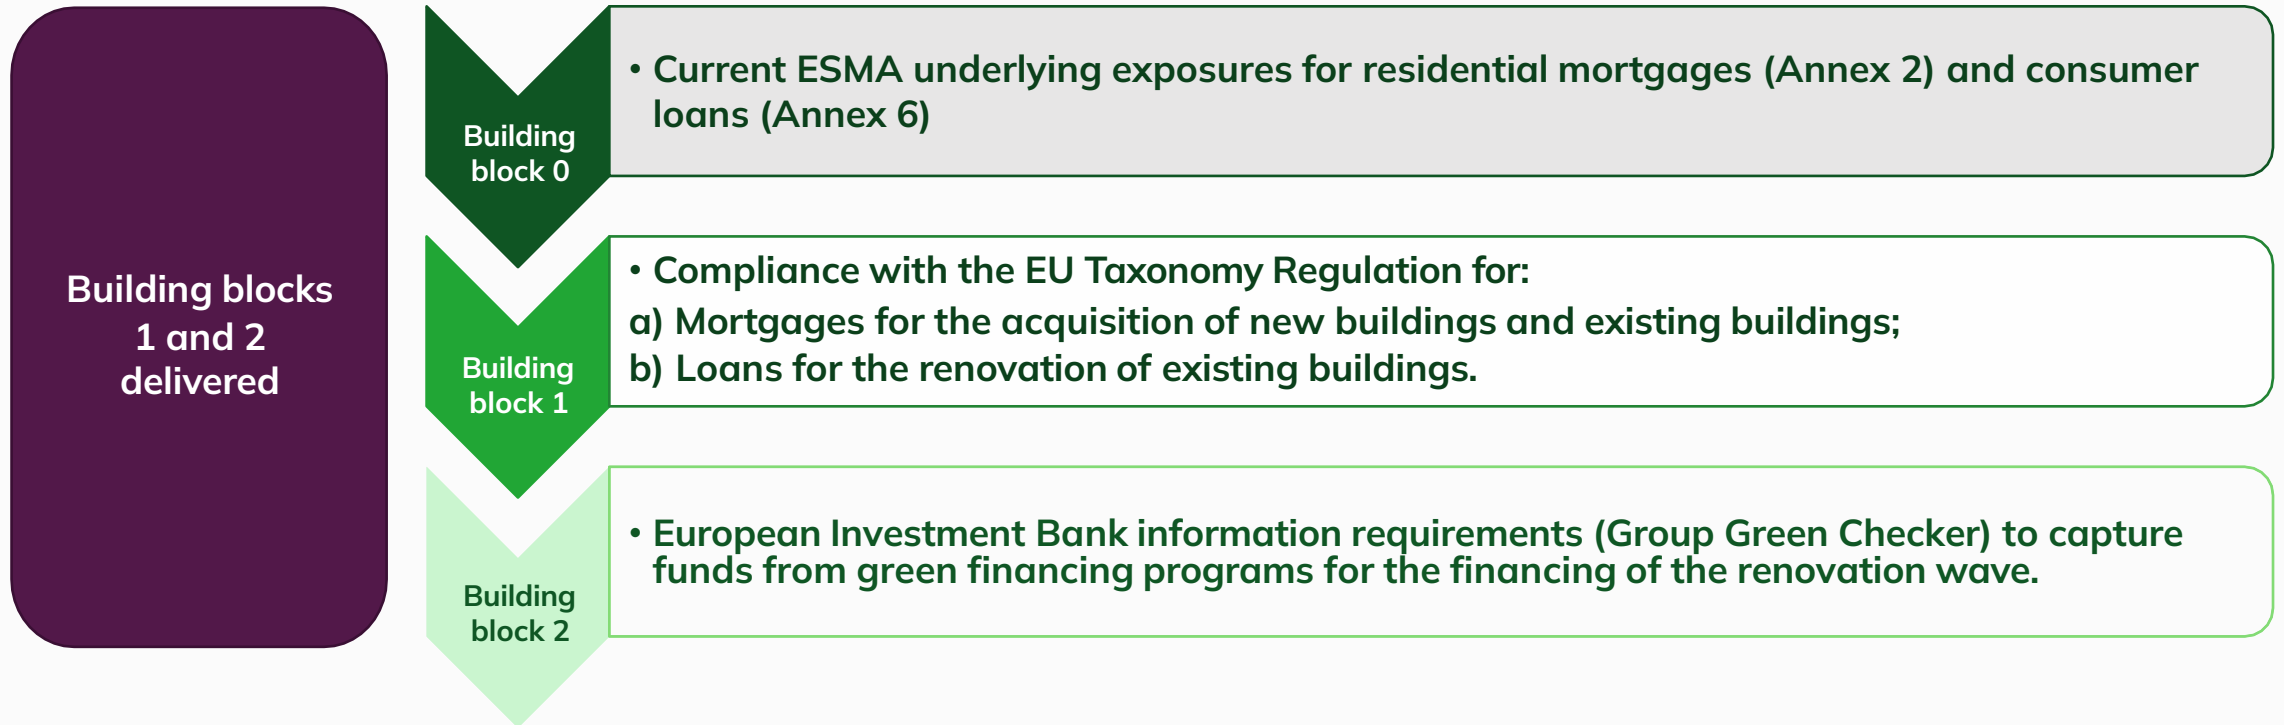 Building blocks
1 and 2
delivered
Building
block 0
• Current ESMA underlying exposures for residential mortgages (Annex 2) and consumer
loans (Annex 6)
Building
block 1
• Compliance with the EU Taxonomy Regulation for:
a) Mortgages for the acquisition of new buildings and existing buildings;
b) Loans for the renovation of existing buildings.
Building
block 2
• European Investment Bank information requirements (Group Green Checker) to capture
funds from green financing programs for the financing of the renovation wave.